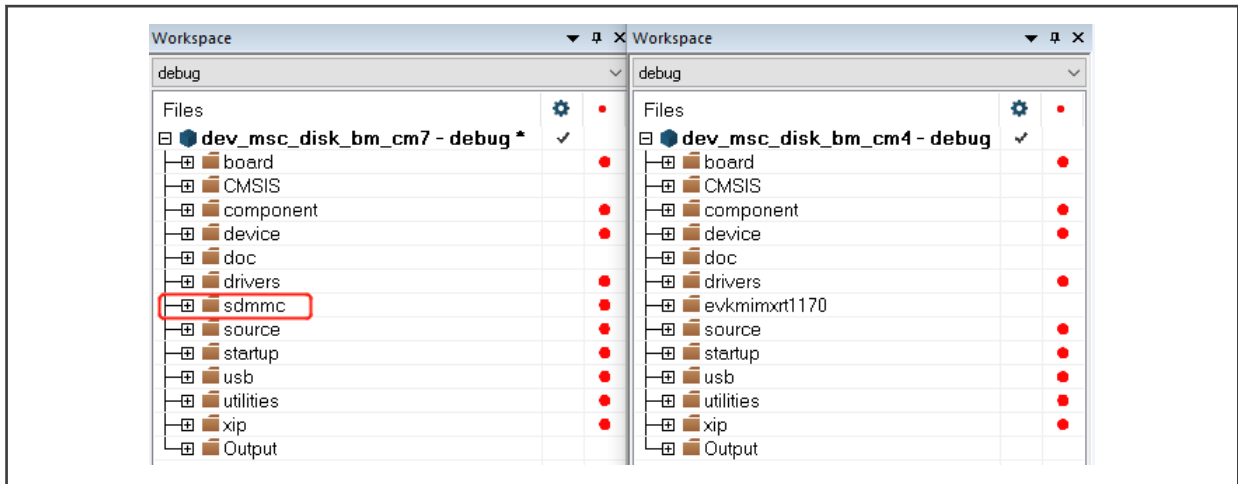 Workspace
debug
Files
dev_msc_disk_bm_cm7 - debug *
board
CMSIS
component
device
doc
drivers
sdmmc
source
startup
usb
utilities
xip
Output
Workspace
debug
Files
dev_msc_disk_bm_cm4 - debug
board
CMSIS
component
device
doc
drivers
evkmimxrt1170
source
startup
usb
utilities
xip
Output